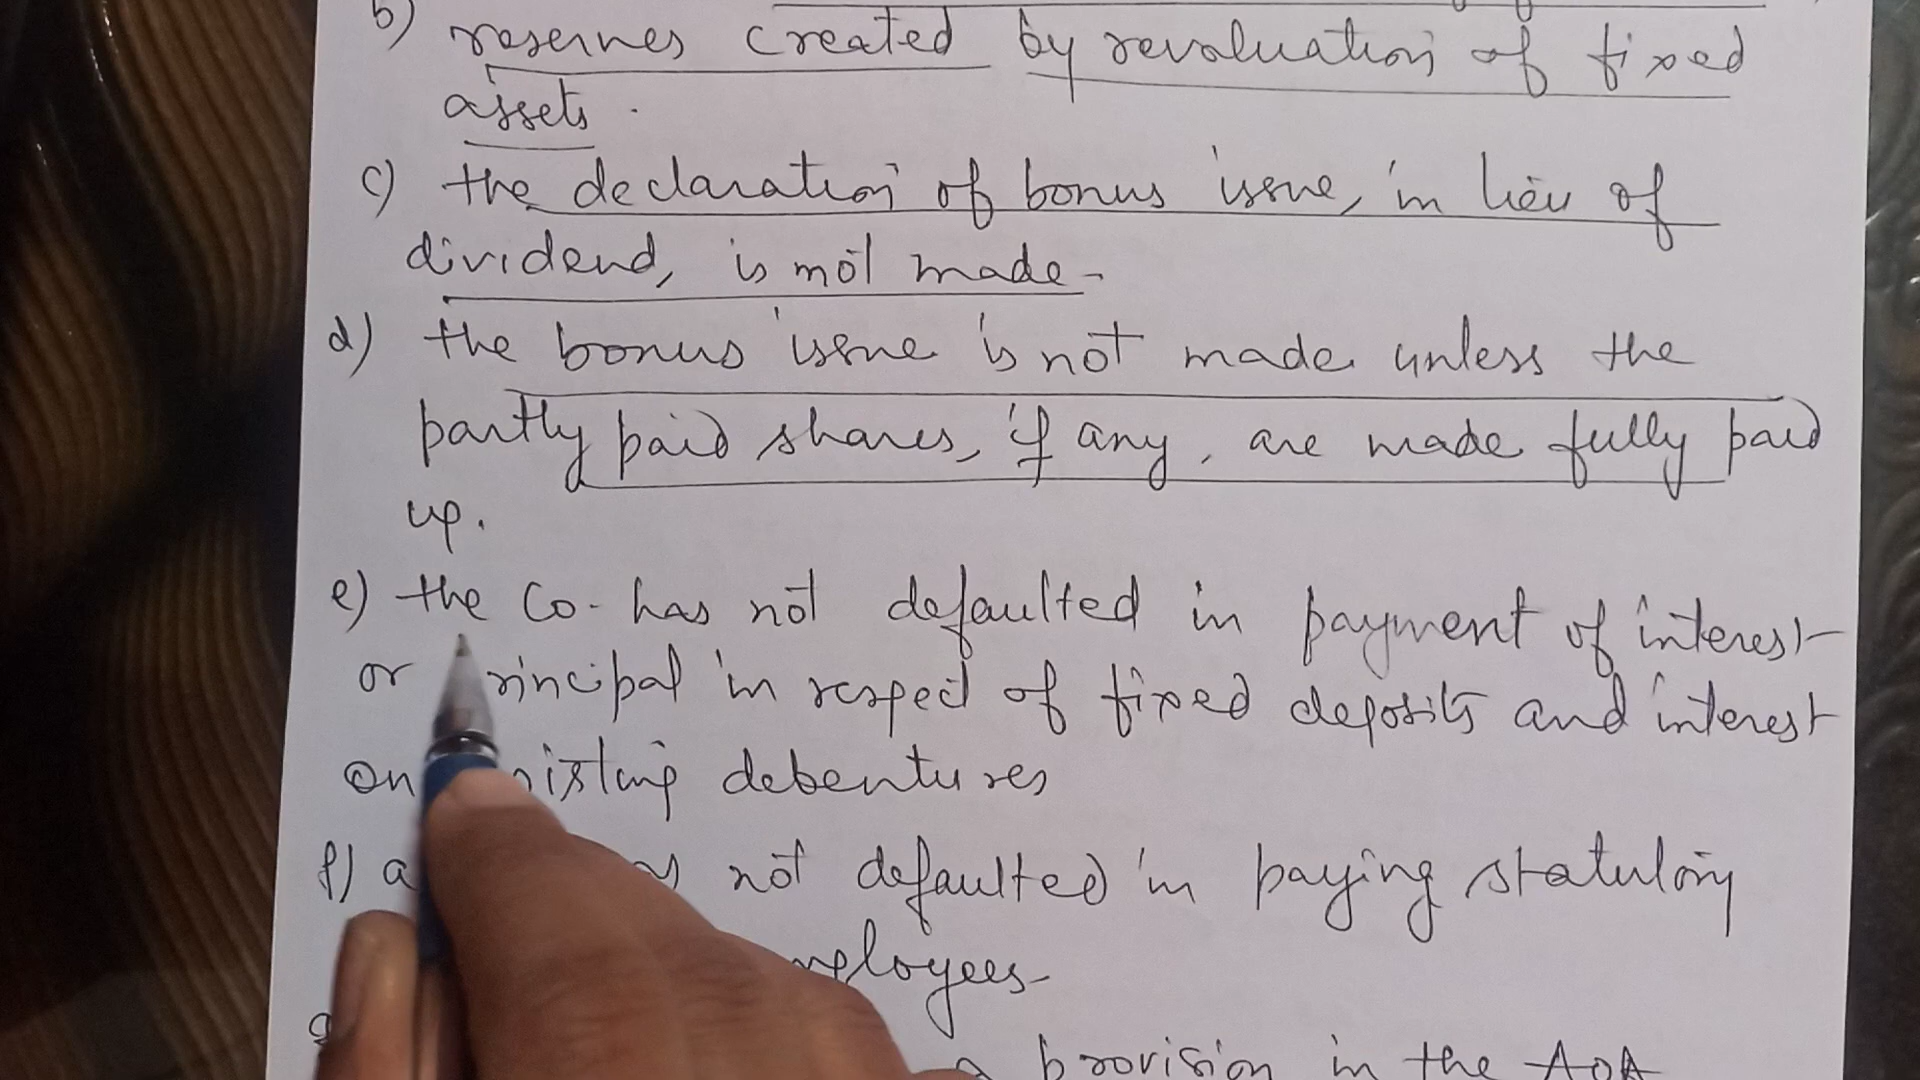 b) reserves created by revaluation of fixed
assets.
c) the declaration of bonus issue, in lieu of
dividend, is not made.
d) the bonus issue is not made unless the
partly paid shares, if any, are made fully paid
up.
e) the Co. has not defaulted in payment of interest
or rincipal in respect of fixed deposits and interest
on isting debentures
f) a not defaulted in paying statutory
mployees
provision in the AOA